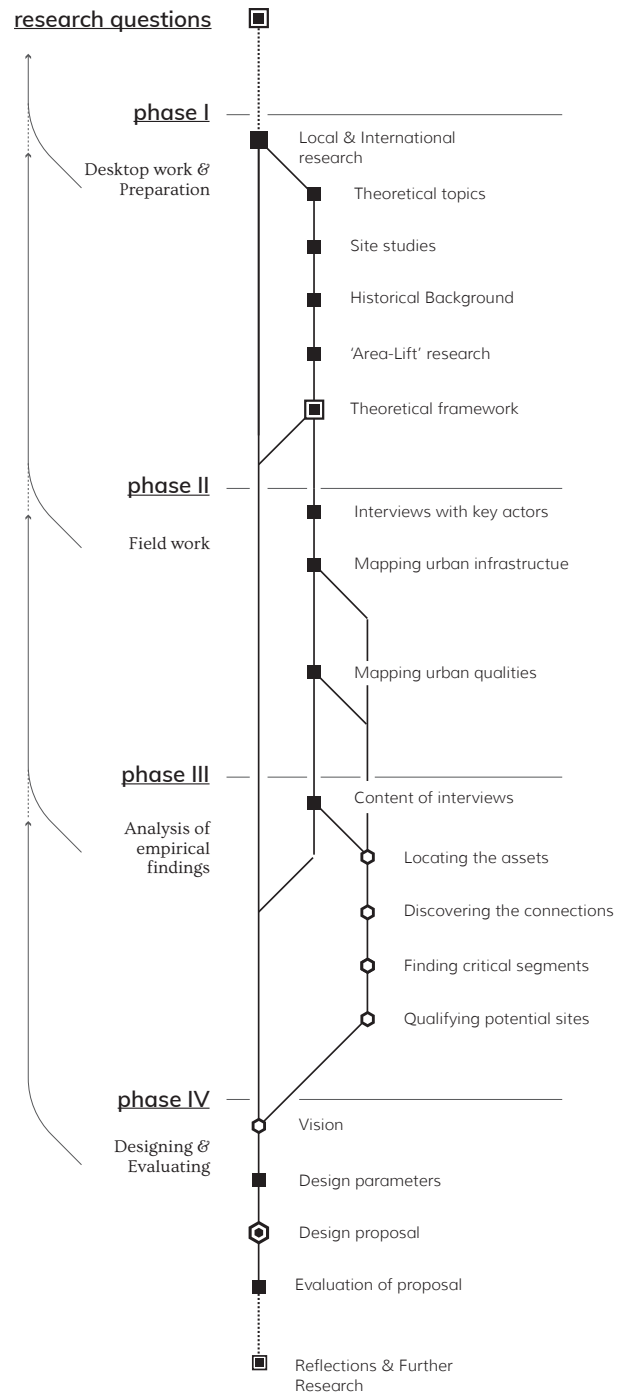 research questions
phase I
Local & International
research
Desktop work &
Preparation
Theoretical topics
Site studies
Historical Background
‘Area-Lift’ research
Theoretical framework
phase II
Interviews with key actors
Field work
Mapping urban infrastructue
Mapping urban qualities
phase III
Content of interviews
Analysis of
empirical
findings
Locating the assets
Discovering the connections
Finding critical segments
Qualifying potential sites
phase IV
Vision
Designing &
Evaluating
Design parameters
Design proposal
Evaluation of proposal
Reflections & Further
Research